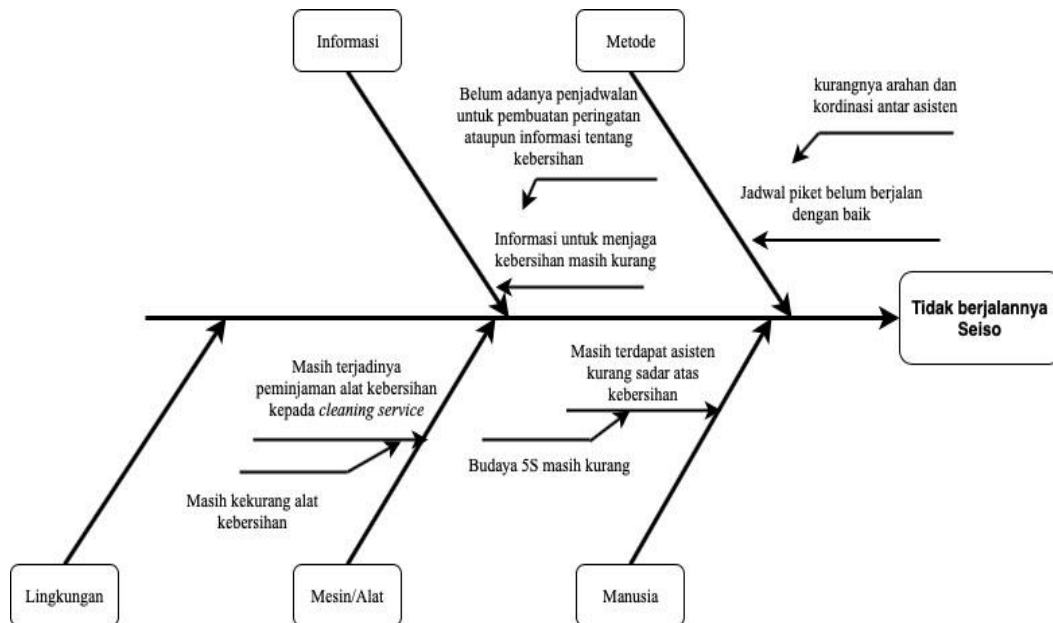 Informasi
Metode
Belum adanya penjadwalan
untuk pembuatan peringatan
ataupun informasi tentang
kebersihan
kurangnya arahan dan
kordinasi antar asisten
Informasi untuk menjaga
kebersihan masih kurang
Jadwal piket belum berjalan
dengan baik
Tidak berjalannya
Seiso
Masih terjadinya
peminjaman alat kebersihan
kepada cleaning service
Masih kekurang alat
kebersihan
Masih terdapat asisten
kurang sadar atas
kebersihan
Budaya 5S masih kurang
Lingkungan
Mesin/Alat
Manusia